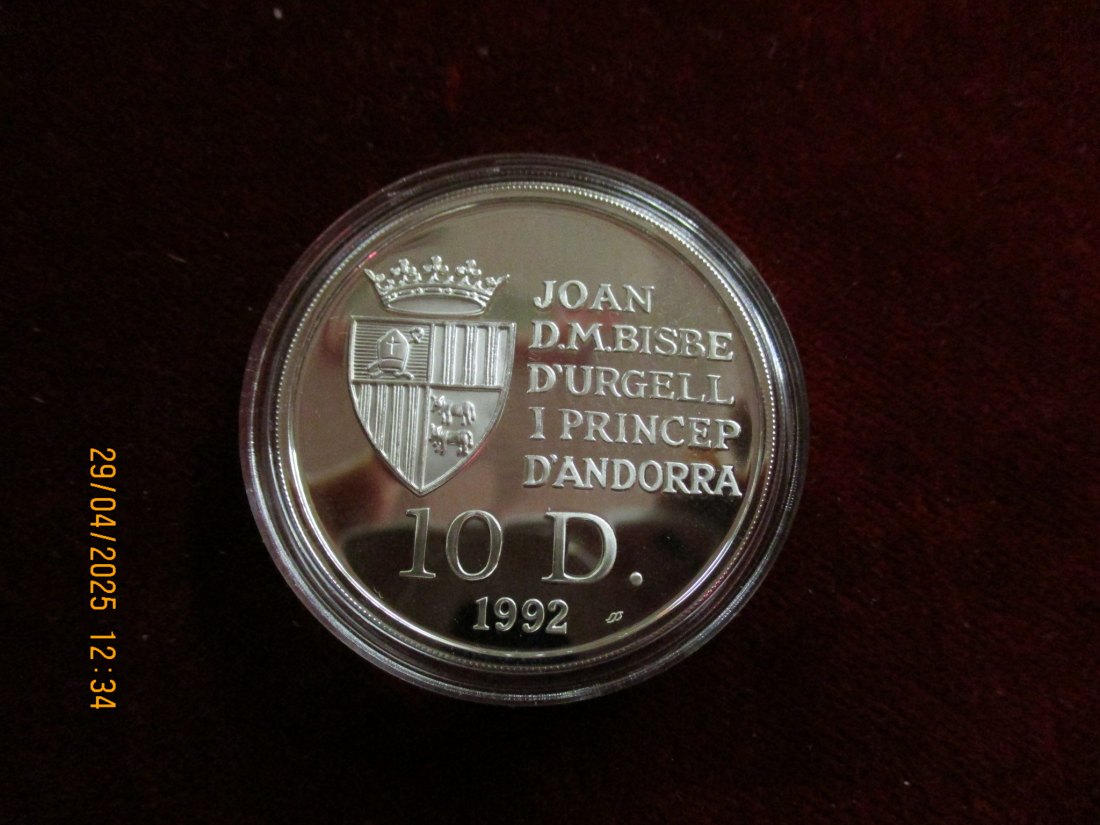 JOAN
D.M.BISBE
D'URGELL
I PRINCEP
D'ANDORRA
10 D.
1992
29/04/2025 12:34